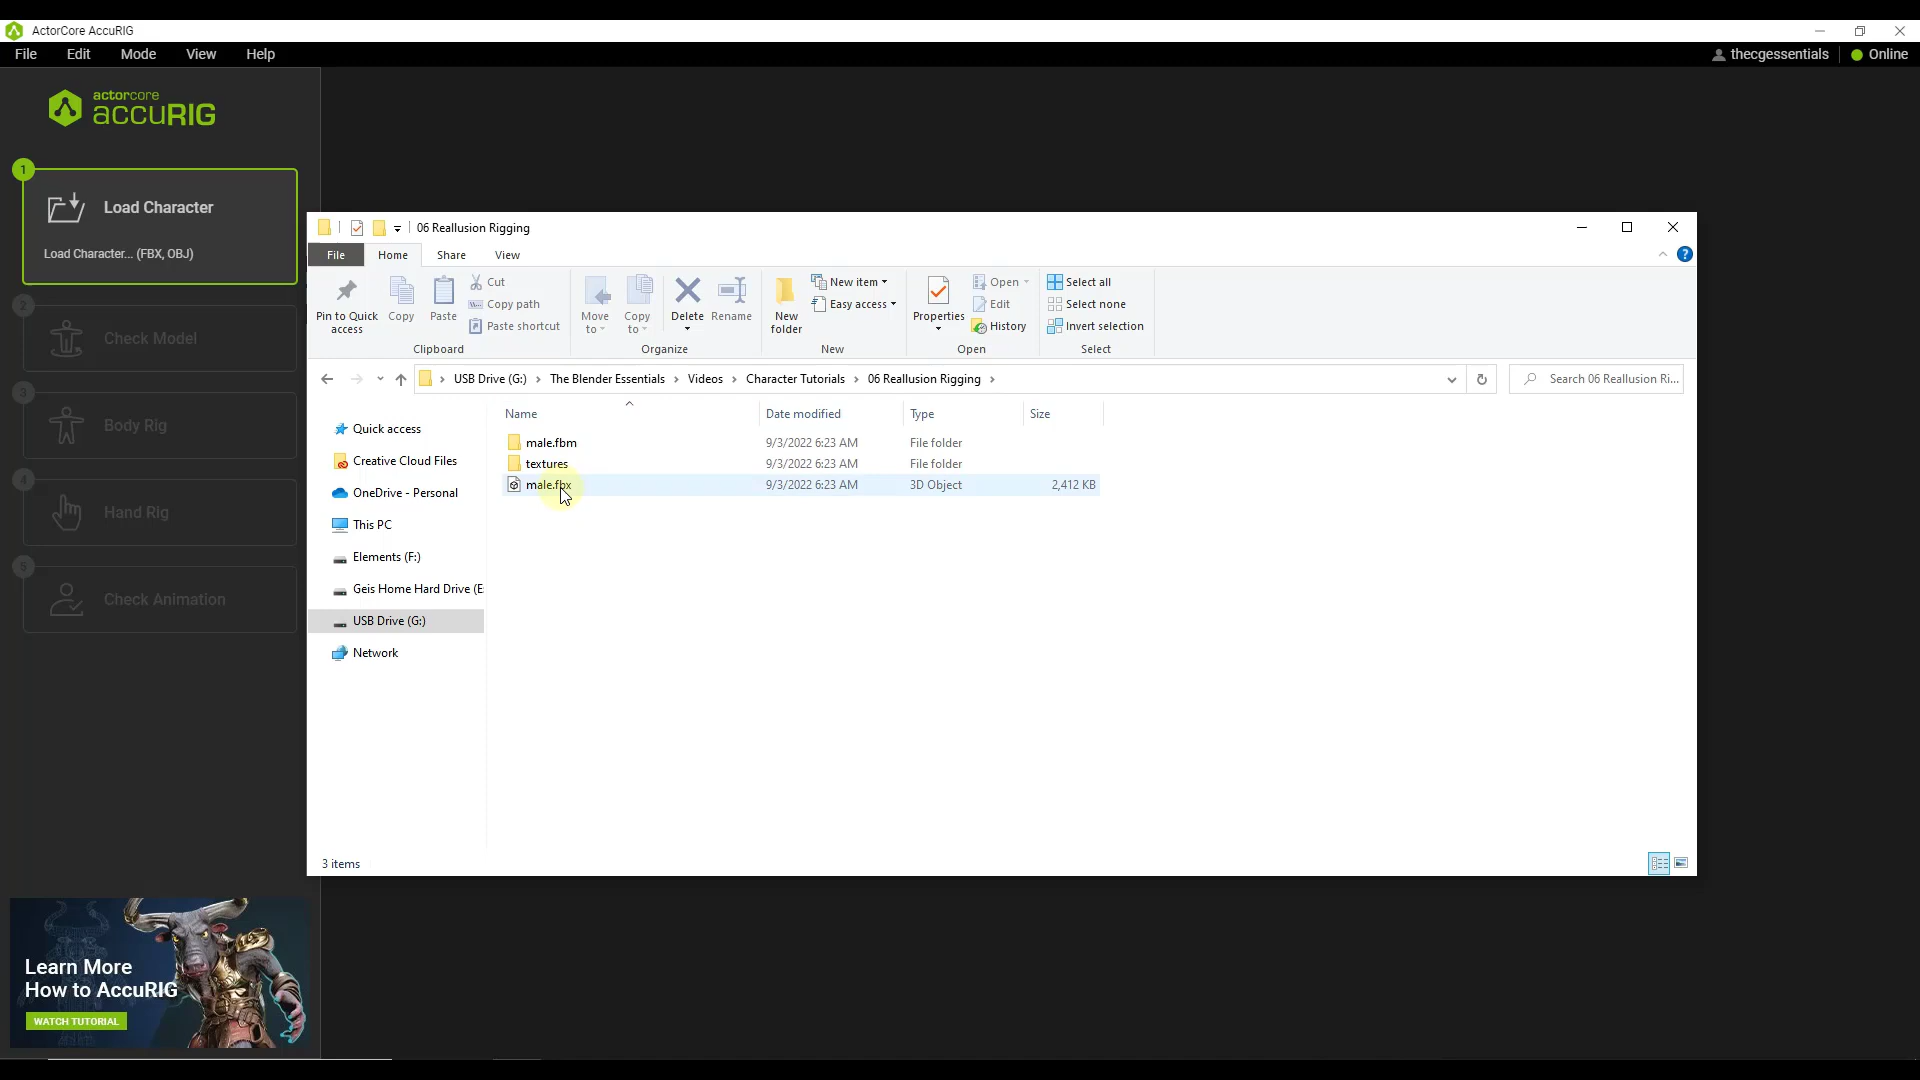 ActorCore AccuRIG
File Edit Mode View Help
thecgessentials
Online
actorcore
accuRIG
1
Load Character
Load Character... (FBX, OBJ)
2
Check Model
3
Body Rig
4
Hand Rig
5
Check Animation
Learn More
How to AccuRIG
WATCH TUTORIAL
06 Reallusion Rigging
File Home Share View
Pin to Quick
access
Copy
Paste
Cut
Copy path
Paste shortcut
Clipboard
Move
to
Copy
to
Delete
Rename
Organize
New
folder
New item
Easy access
New
Properties
Open
Edit
History
Open
Select all
Select none
Invert selection
Select
USB Drive (G:) > The Blender Essentials > Videos > Character Tutorials > 06 Reallusion Rigging >
Search 06 Reallusion Ri...
Quick access
Creative Cloud Files
OneDrive - Personal
This PC
Elements (F:)
Geis Home Hard Drive (E:
USB Drive (G:)
Network
Name Date modified Type Size
male.fbm 9/3/2022 6:23 AM File folder
textures 9/3/2022 6:23 AM File folder
male.fbx 9/3/2022 6:23 AM 3D Object 2,412 KB
3 items